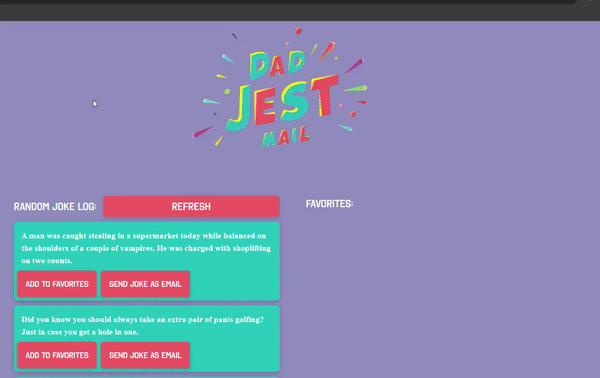 DAD
JEST
MAIL
RANDOM JOKE LOG:
REFRESH
FAVORITES:
A man was caught stealing in a supermarket today while balanced on
the shoulders of a couple of vampires. He was charged with shoplifting
on two counts.
ADD TO FAVORITES
SEND JOKE AS EMAIL
Did you know you should always take an extra pair of pants golfing?
Just in case you get a hole in one.
ADD TO FAVORITES
SEND JOKE AS EMAIL